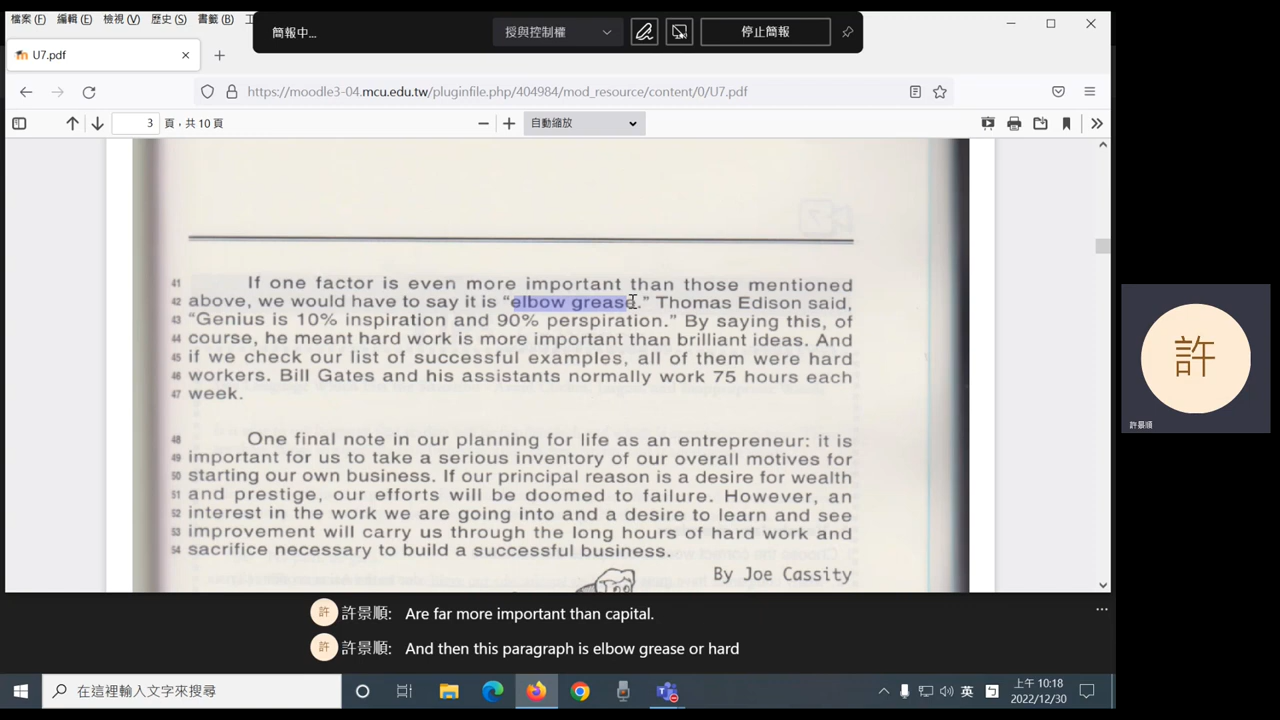 檔案 (F) 編輯 (E) 檢視 (V) 歷史 (S) 書籤 (B)
簡報中... 授與控制權 停止簡報
U7.pdf
https://moodle3-04.mcu.edu.tw/pluginfile.php/404984/mod_resource/content/0/U7.pdf
3 頁，共 10 頁 自動縮放
41 If one factor is even more important than those mentioned
42 above, we would have to say it is “elbow grease.” Thomas Edison said,
43 “Genius is 10% inspiration and 90% perspiration.” By saying this, of
44 course, he meant hard work is more important than brilliant ideas. And
45 if we check our list of successful examples, all of them were hard
46 workers. Bill Gates and his assistants normally work 75 hours each
47 week.
48 One final note in our planning for life as an entrepreneur: it is
49 important for us to take a serious inventory of our overall motives for
50 starting our own business. If our principal reason is a desire for wealth
51 and prestige, our efforts will be doomed to failure. However, an
52 interest in the work we are going into and a desire to learn and see
53 improvement will carry us through the long hours of hard work and
54 sacrifice necessary to build a successful business.
By Joe Cassity
許
許景順
許 許景順: Are far more important than capital.
許 許景順: And then this paragraph is elbow grease or hard
在這裡輸入文字來搜尋
英
上午 10:18
2022/12/30